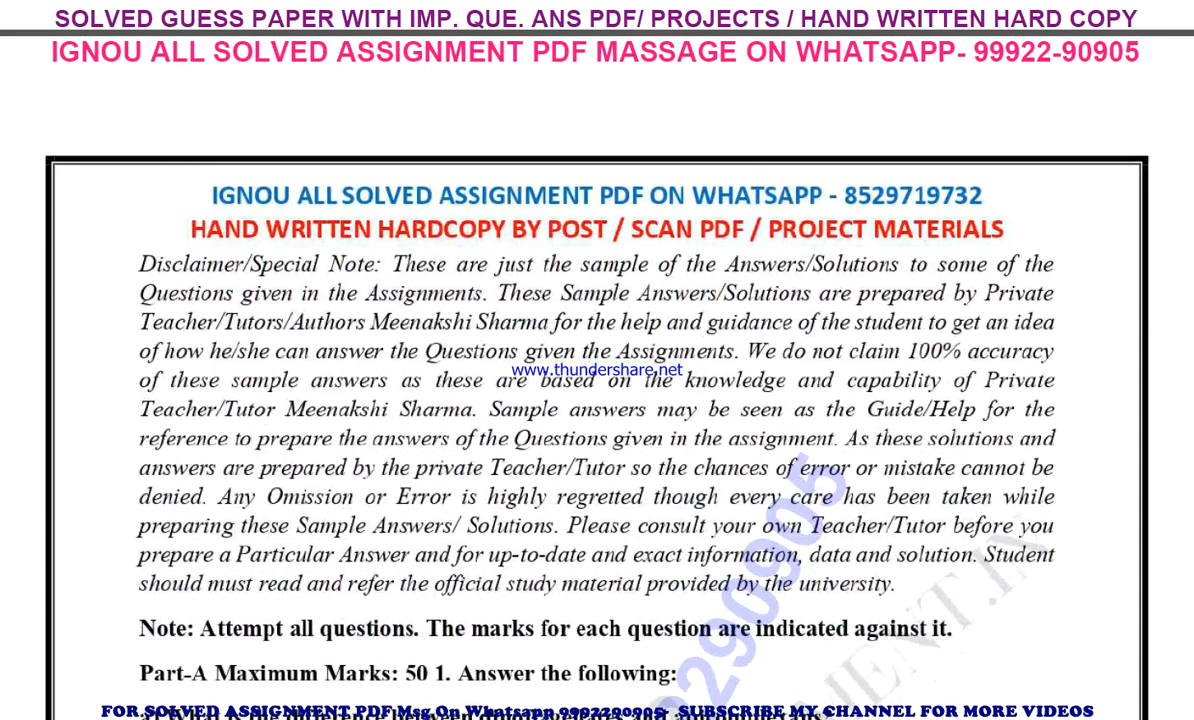 SOLVED GUESS PAPER WITH IMP. QUE. ANS PDF/ PROJECTS / HAND WRITTEN HARD COPY
IGNOU ALL SOLVED ASSIGNMENT PDF MASSAGE ON WHATSAPP- 99922-90905
IGNOU ALL SOLVED ASSIGNMENT PDF ON WHATSAPP - 8529719732
HAND WRITTEN HARDCOPY BY POST / SCAN PDF / PROJECT MATERIALS
Disclaimer/Special Note: These are just the sample of the Answers/Solutions to some of the
Questions given in the Assignments. These Sample Answers/Solutions are prepared by Private
Teacher/Tutors/Authors Meenakshi Sharma for the help and guidance of the student to get an idea
of how he/she can answer the Questions given the Assignments. We do not claim 100% accuracy
www.thundershare.net
of these sample answers as these are based on the knowledge and capability of Private
Teacher/Tutor Meenakshi Sharma. Sample answers may be seen as the Guide/Help for the
reference to prepare the answers of the Questions given in the assignment. As these solutions and
answers are prepared by the private Teacher/Tutor so the chances of error or mistake cannot be
denied. Any Omission or Error is highly regretted though every care has been taken while
preparing these Sample Answers/ Solutions. Please consult your own Teacher/Tutor before you
prepare a Particular Answer and for up-to-date and exact information, data and solution. Student
should must read and refer the official study material provided by the university.
Note: Attempt all questions. The marks for each question are indicated against it.
Part-A Maximum Marks: 50 1. Answer the following:
FOR SOLVED ASSIGNMENT PDF Msg On Whatsapp 9992290905- SUBSCRIBE MY CHANNEL FOR MORE VIDEOS